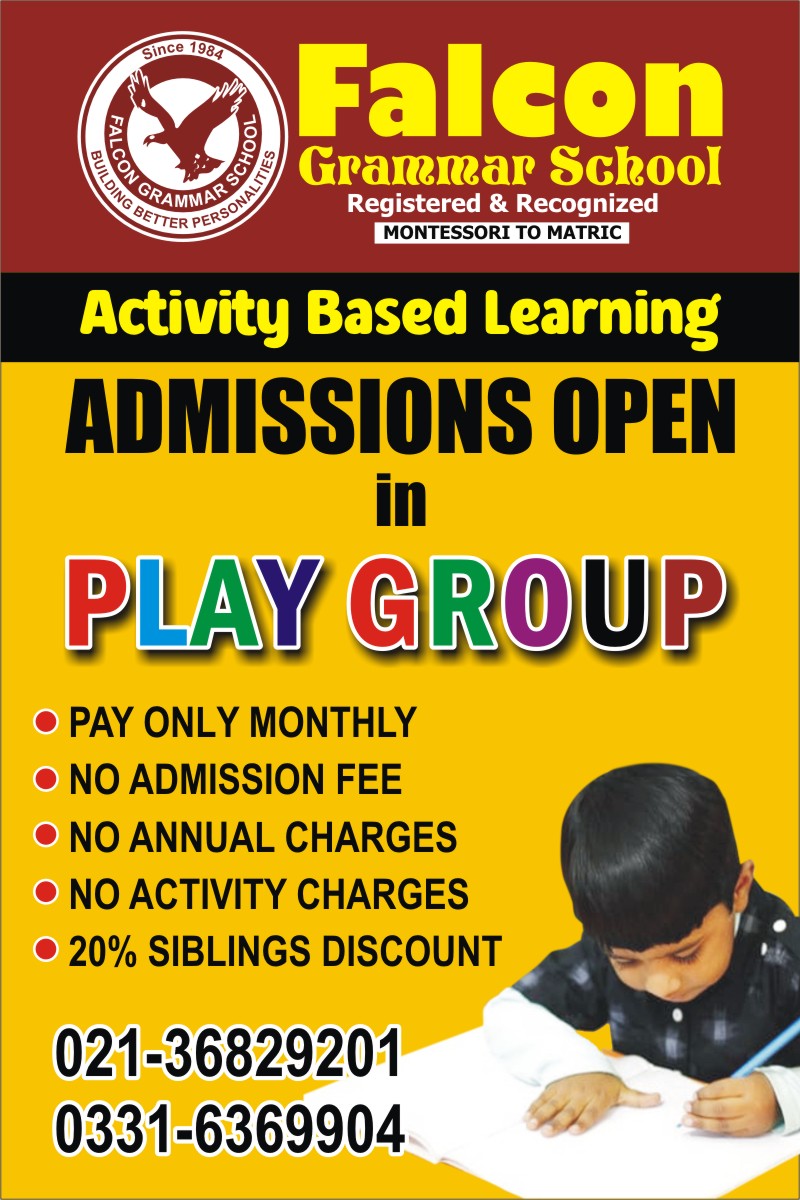 Since 1984
FALCON GRAMMAR SCHOOL
BUILDING BETTER PERSONALITIES
Falcon
Grammar School
Registered & Recognized
MONTESSORI TO MATRIC
Activity Based Learning
ADMISSIONS OPEN
in
PLAY GROUP
PAY ONLY MONTHLY
NO ADMISSION FEE
NO ANNUAL CHARGES
NO ACTIVITY CHARGES
20% SIBLINGS DISCOUNT
021-36829201
0331-6369904